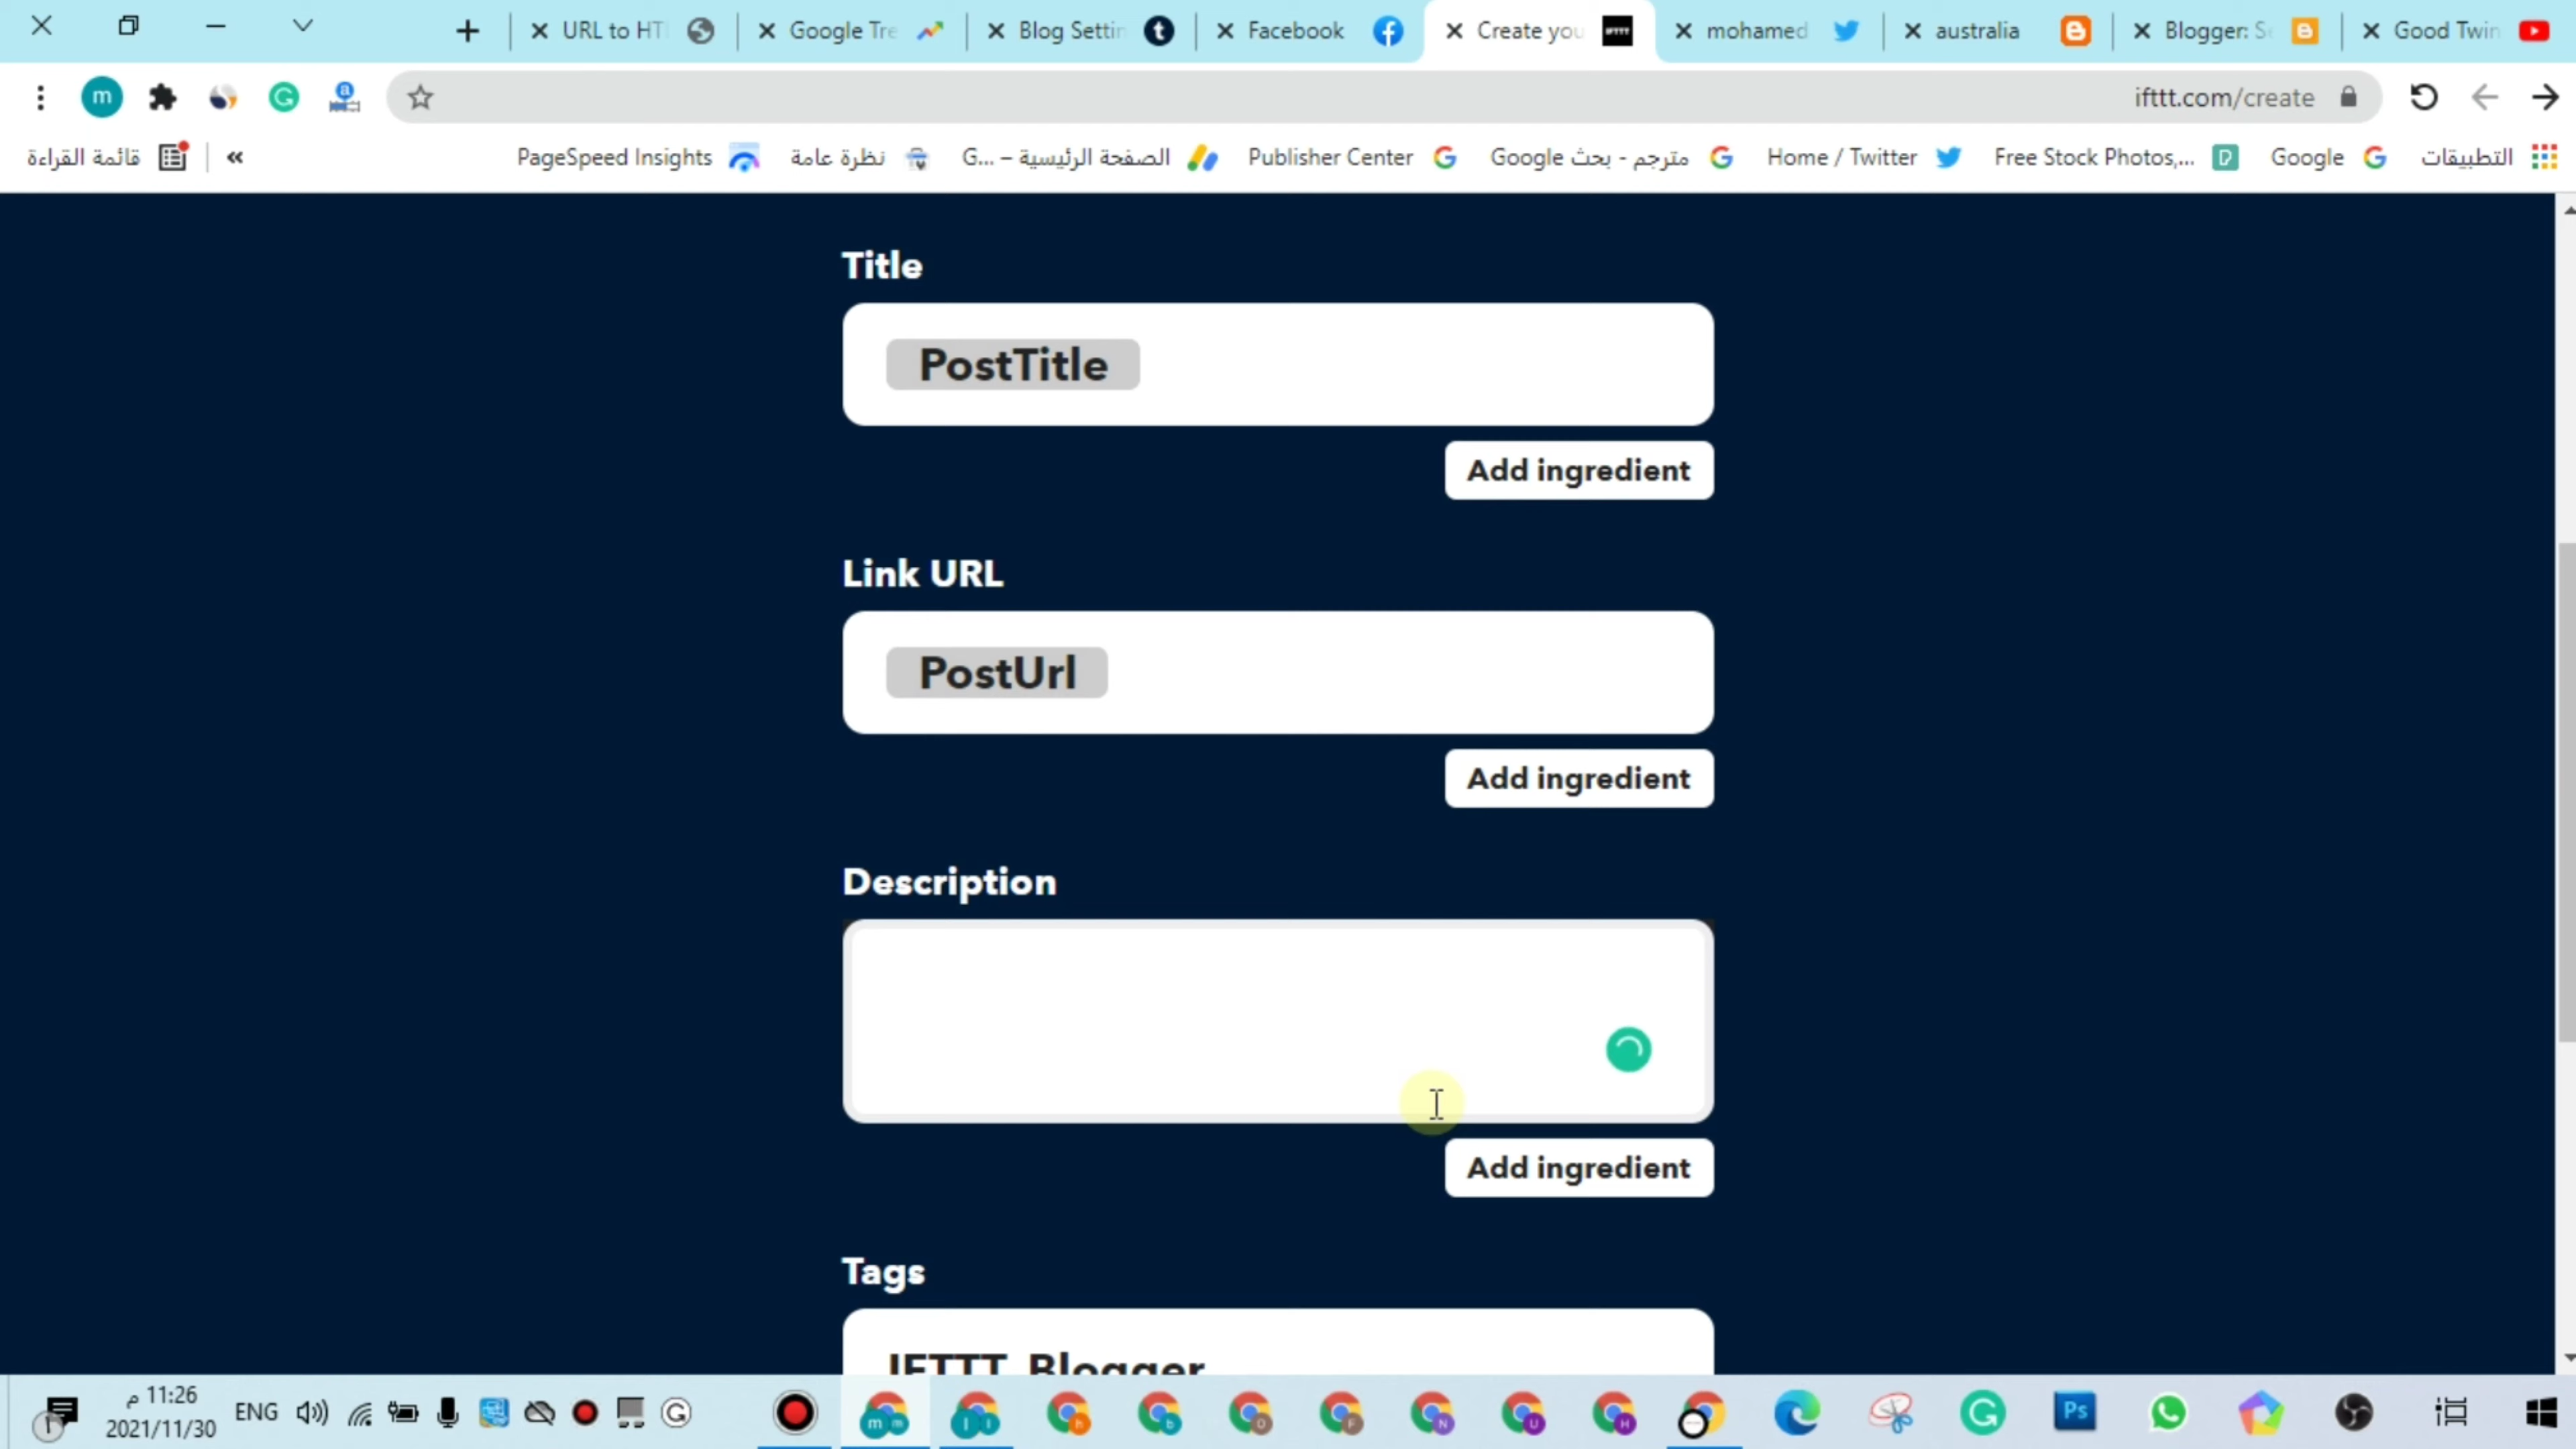 URL to HT
Google Tre
Blog Settin
Facebook
Create you
mohamed
australia
Blogger: Se
Good Twin
m
ifttt.com/create
قائمة القراءة
«
PageSpeed Insights
نظرة عامة
G... – الصفحة الرئيسية
Publisher Center
مترجم - بحث Google
Home / Twitter
Free Stock Photos,...
Google
التطبيقات
Title
PostTitle
Add ingredient
Link URL
PostUrl
Add ingredient
Description
Add ingredient
Tags
IFTTT, Blogger
11:26 م
2021/11/30
ENG